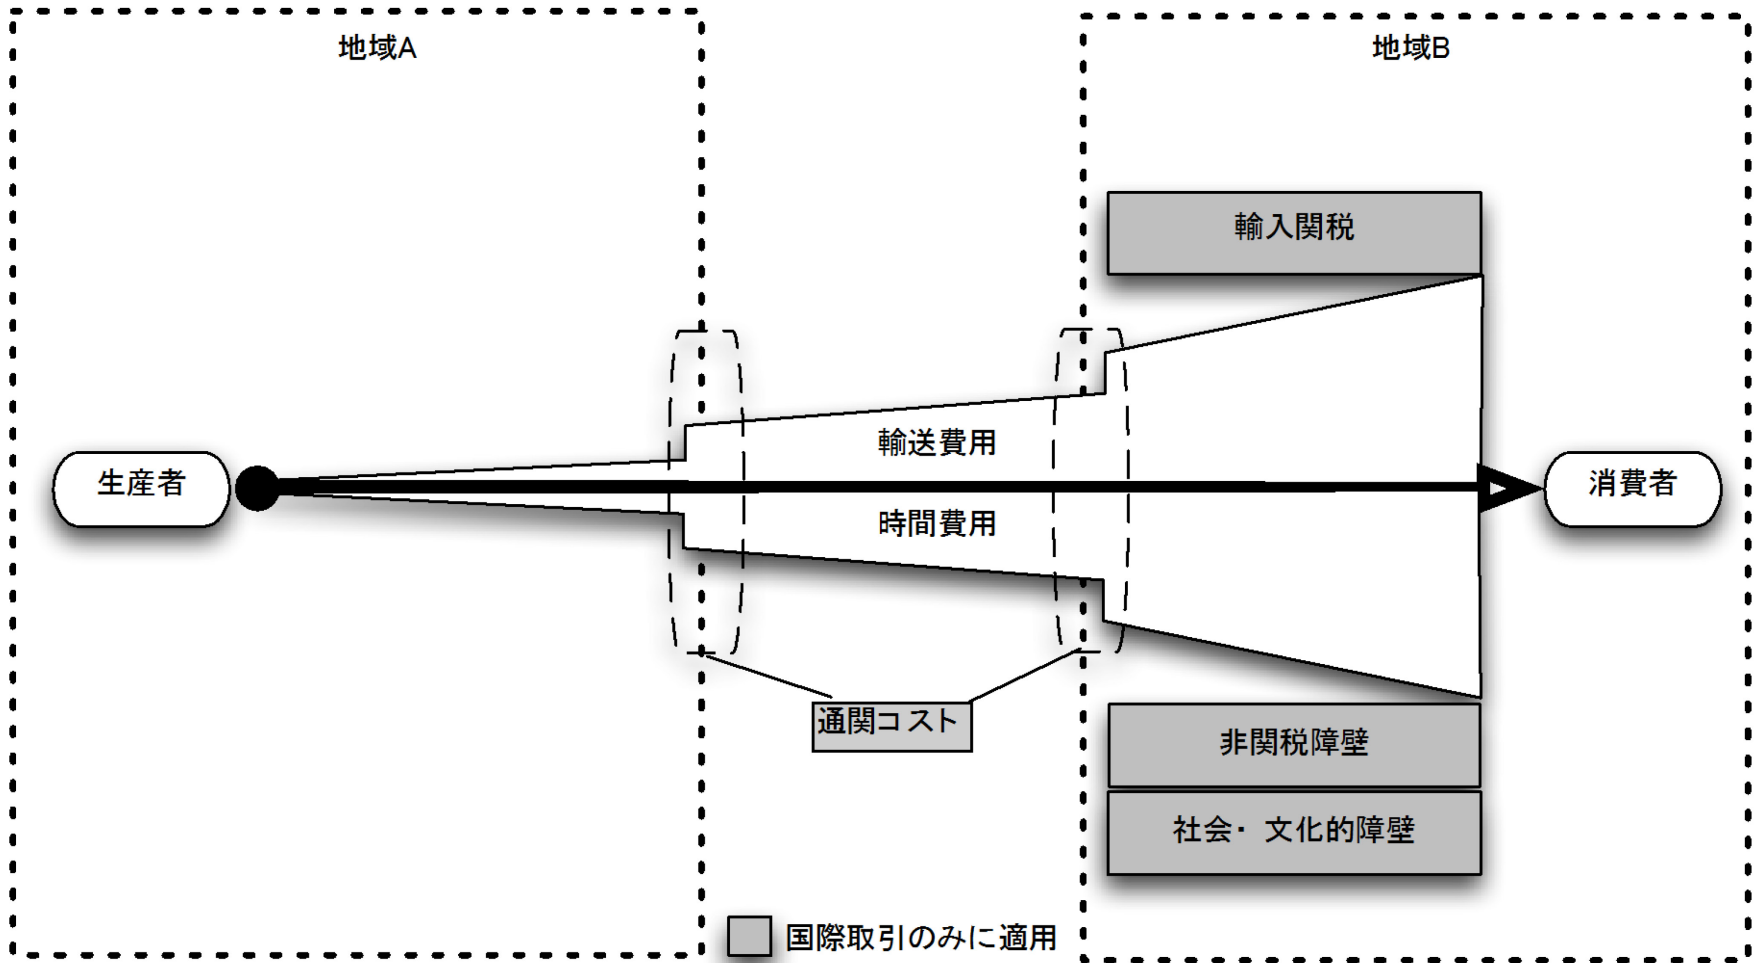 地域A
地域B
輸入関税
輸送費用
生産者
消費者
時間費用
通関コスト
非関税障壁
社会・文化的障壁
国際取引のみに適用